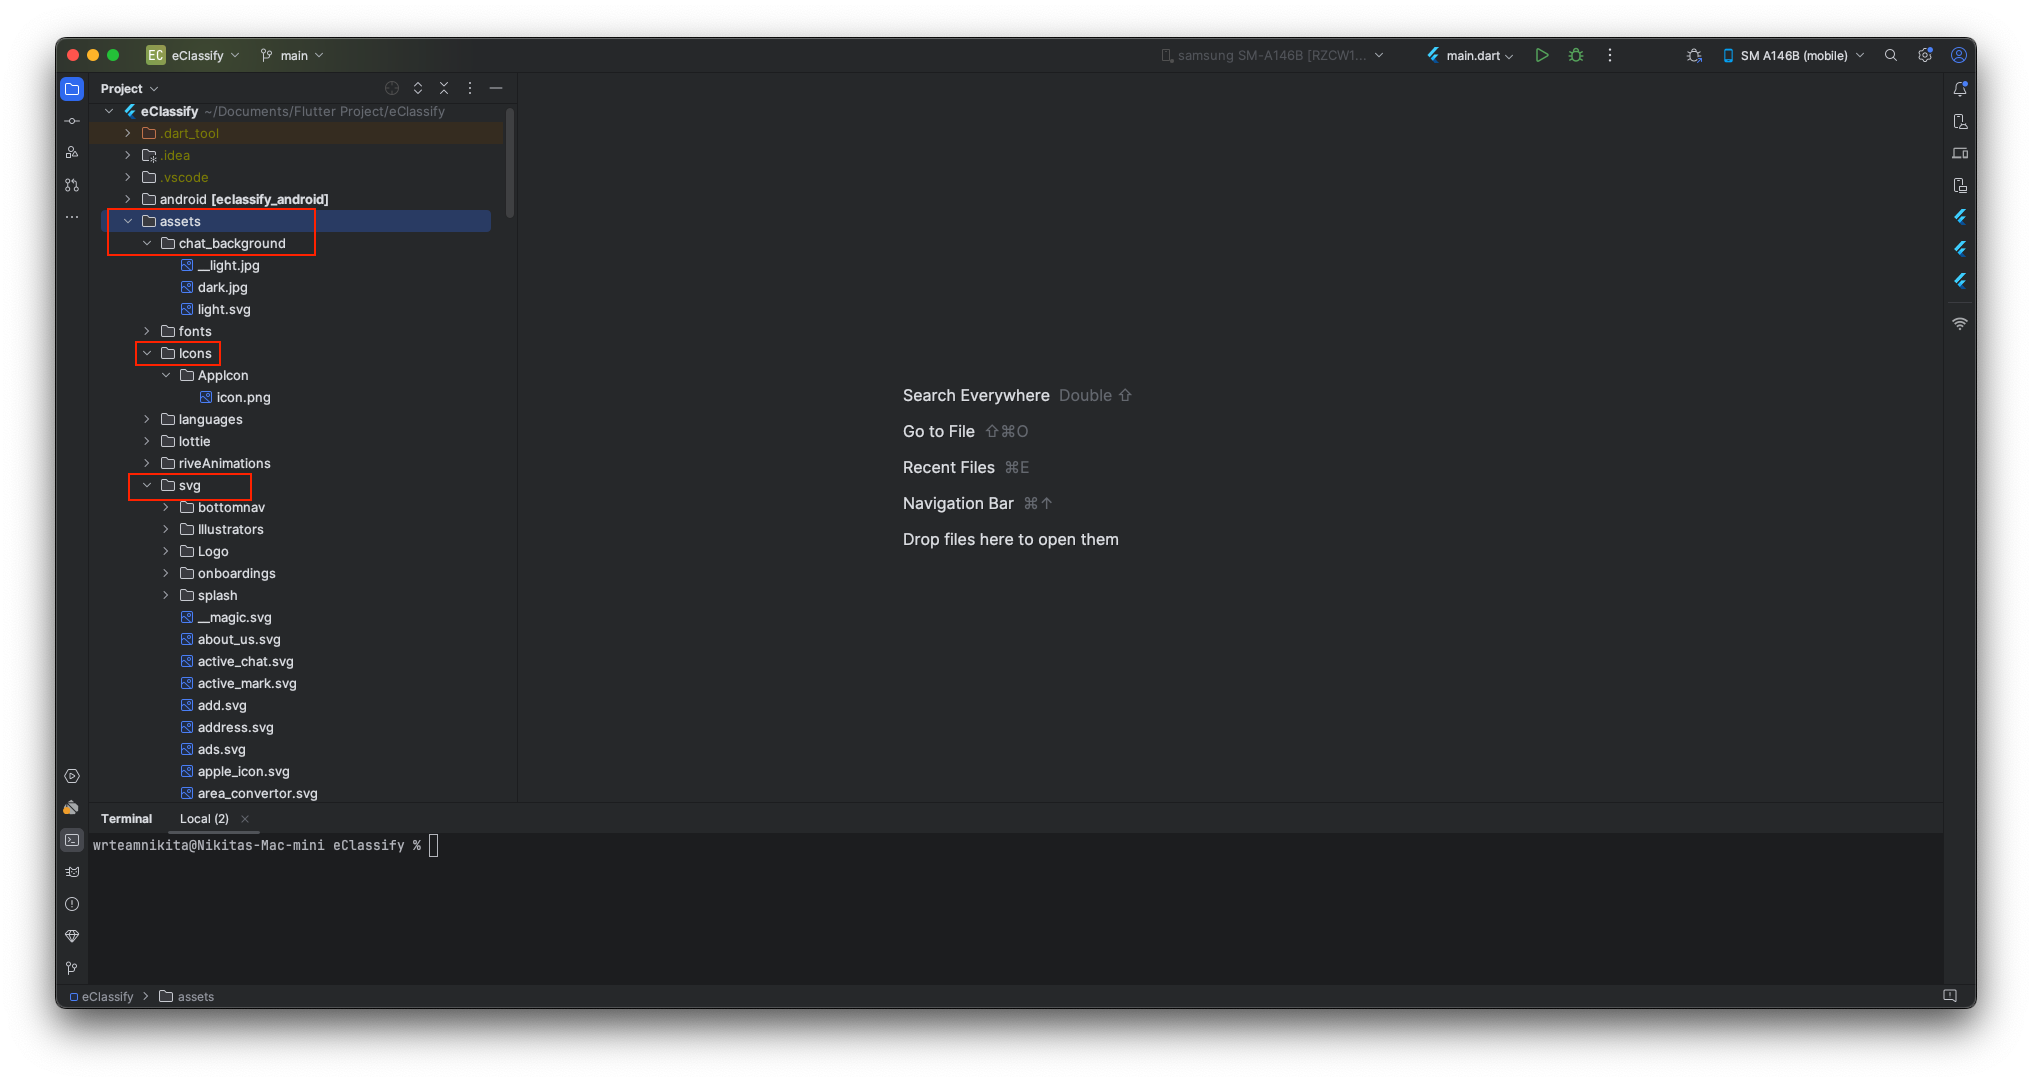 EC eClassify main samsung SM-A146B [RZCW1... main.dart SM A146B (mobile)
Project
eClassify ~/Documents/Flutter Project/eClassify
.dart_tool
.idea
.vscode
android [eclassify_android]
assets
chat_background
__light.jpg
dark.jpg
light.svg
fonts
Icons
AppIcon
icon.png
languages
lottie
riveAnimations
svg
bottomnav
Illustrators
Logo
onboardings
splash
__magic.svg
about_us.svg
active_chat.svg
active_mark.svg
add.svg
address.svg
ads.svg
apple_icon.svg
area_convertor.svg
Search Everywhere Double ⇧
Go to File ⇧⌘O
Recent Files ⌘E
Navigation Bar ⌘↑
Drop files here to open them
Terminal Local (2)
wrteamnikita@Nikitas-Mac-mini eClassify %
eClassify > assets